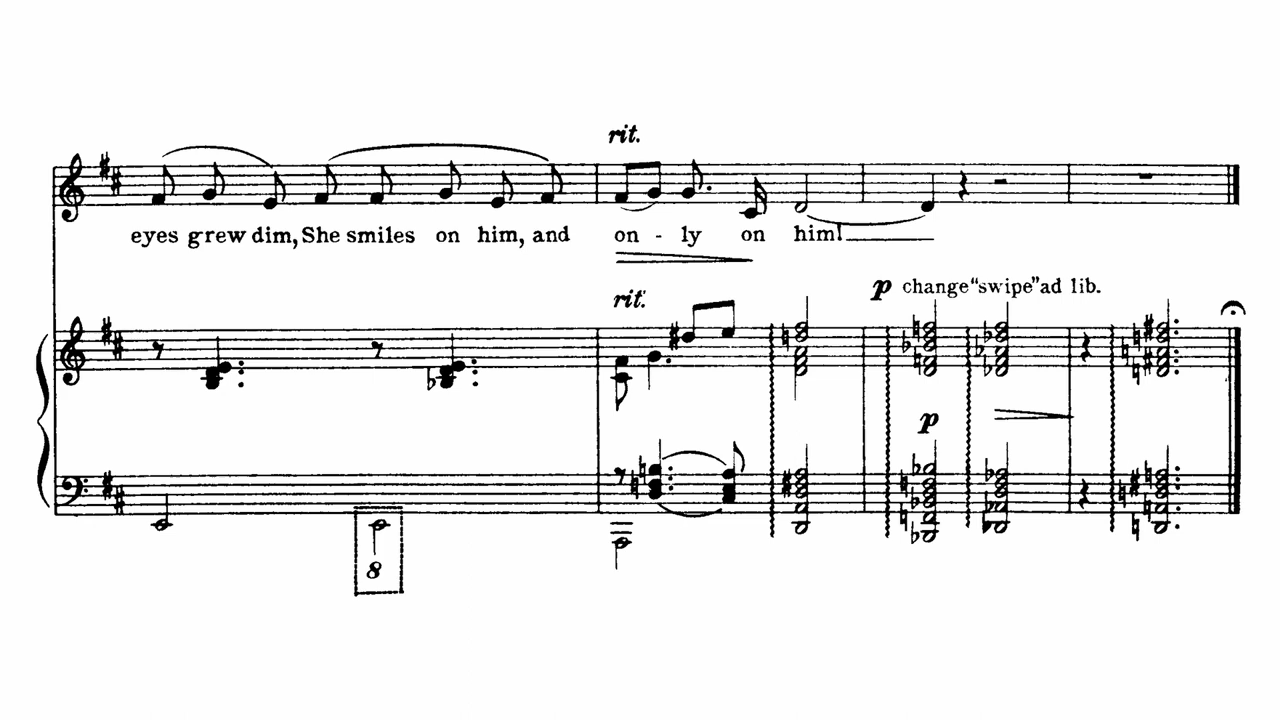 rit.
eyes grew dim, She smiles on him, and on - ly on him!
rit.
p change "swipe" ad lib.
p
8